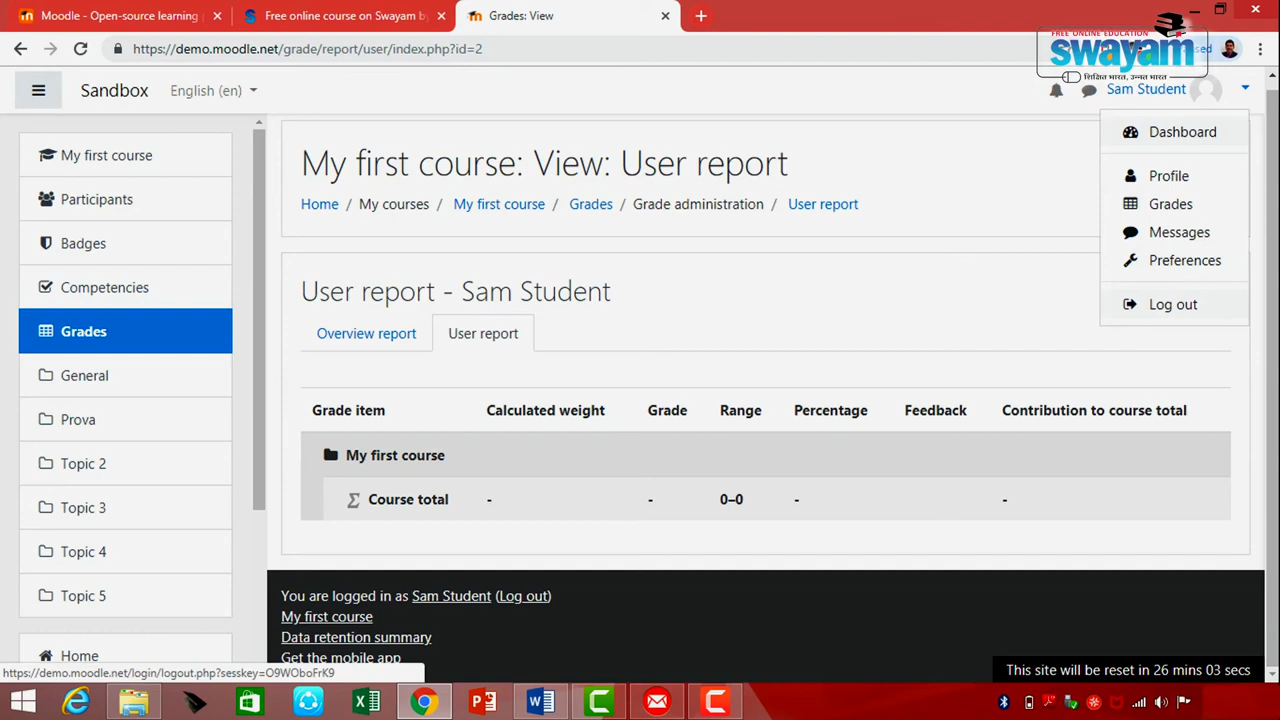 Moodle - Open-source learning
Free online course on Swayam by
Grades: View
https://demo.moodle.net/grade/report/user/index.php?id=2
FREE ONLINE EDUCATION
swayam
शिक्षित भारत, उन्नत भारत
Sandbox
English (en)
Sam Student
Dashboard
Profile
Grades
Messages
Preferences
Log out
My first course
Participants
Badges
Competencies
Grades
General
Prova
Topic 2
Topic 3
Topic 4
Topic 5
Home
My first course: View: User report
Home / My courses / My first course / Grades / Grade administration / User report
User report - Sam Student
Overview report User report
Grade item Calculated weight Grade Range Percentage Feedback Contribution to course total
My first course
Σ Course total - - 0–0 - -
You are logged in as Sam Student (Log out)
My first course
Data retention summary
Get the mobile app
https://demo.moodle.net/login/logout.php?sesskey=O9WOboFrK9
This site will be reset in 26 mins 03 secs